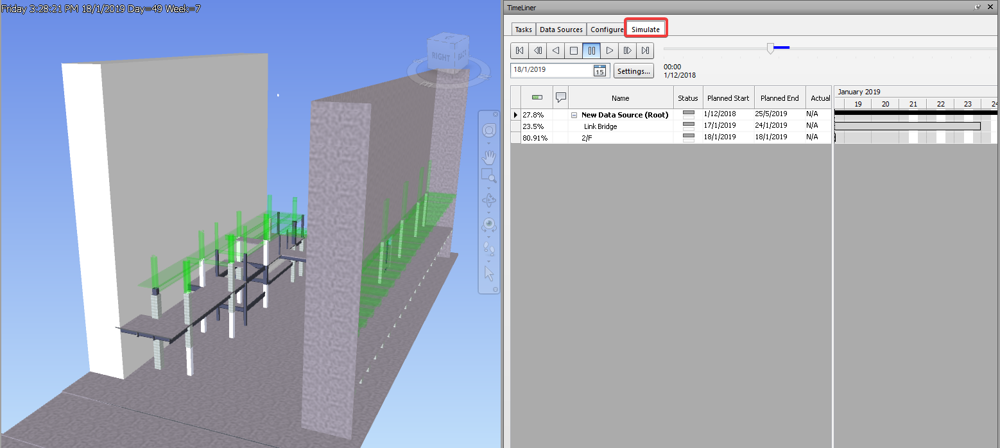 Friday 3:28:21 PM 18/1/2019 Day=49 Week=7
RIGHT BACK
TimeLiner
Tasks Data Sources Configure Simulate
18/1/2019 15 Settings...
00:00
1/12/2018
Name Status Planned Start Planned End Actual January 2019
19 20 21 22 23 24
27.8% New Data Source (Root) 1/12/2018 25/5/2019 N/A
23.5% Link Bridge 17/1/2019 24/1/2019 N/A
80.91% 2/F 18/1/2019 18/1/2019 N/A